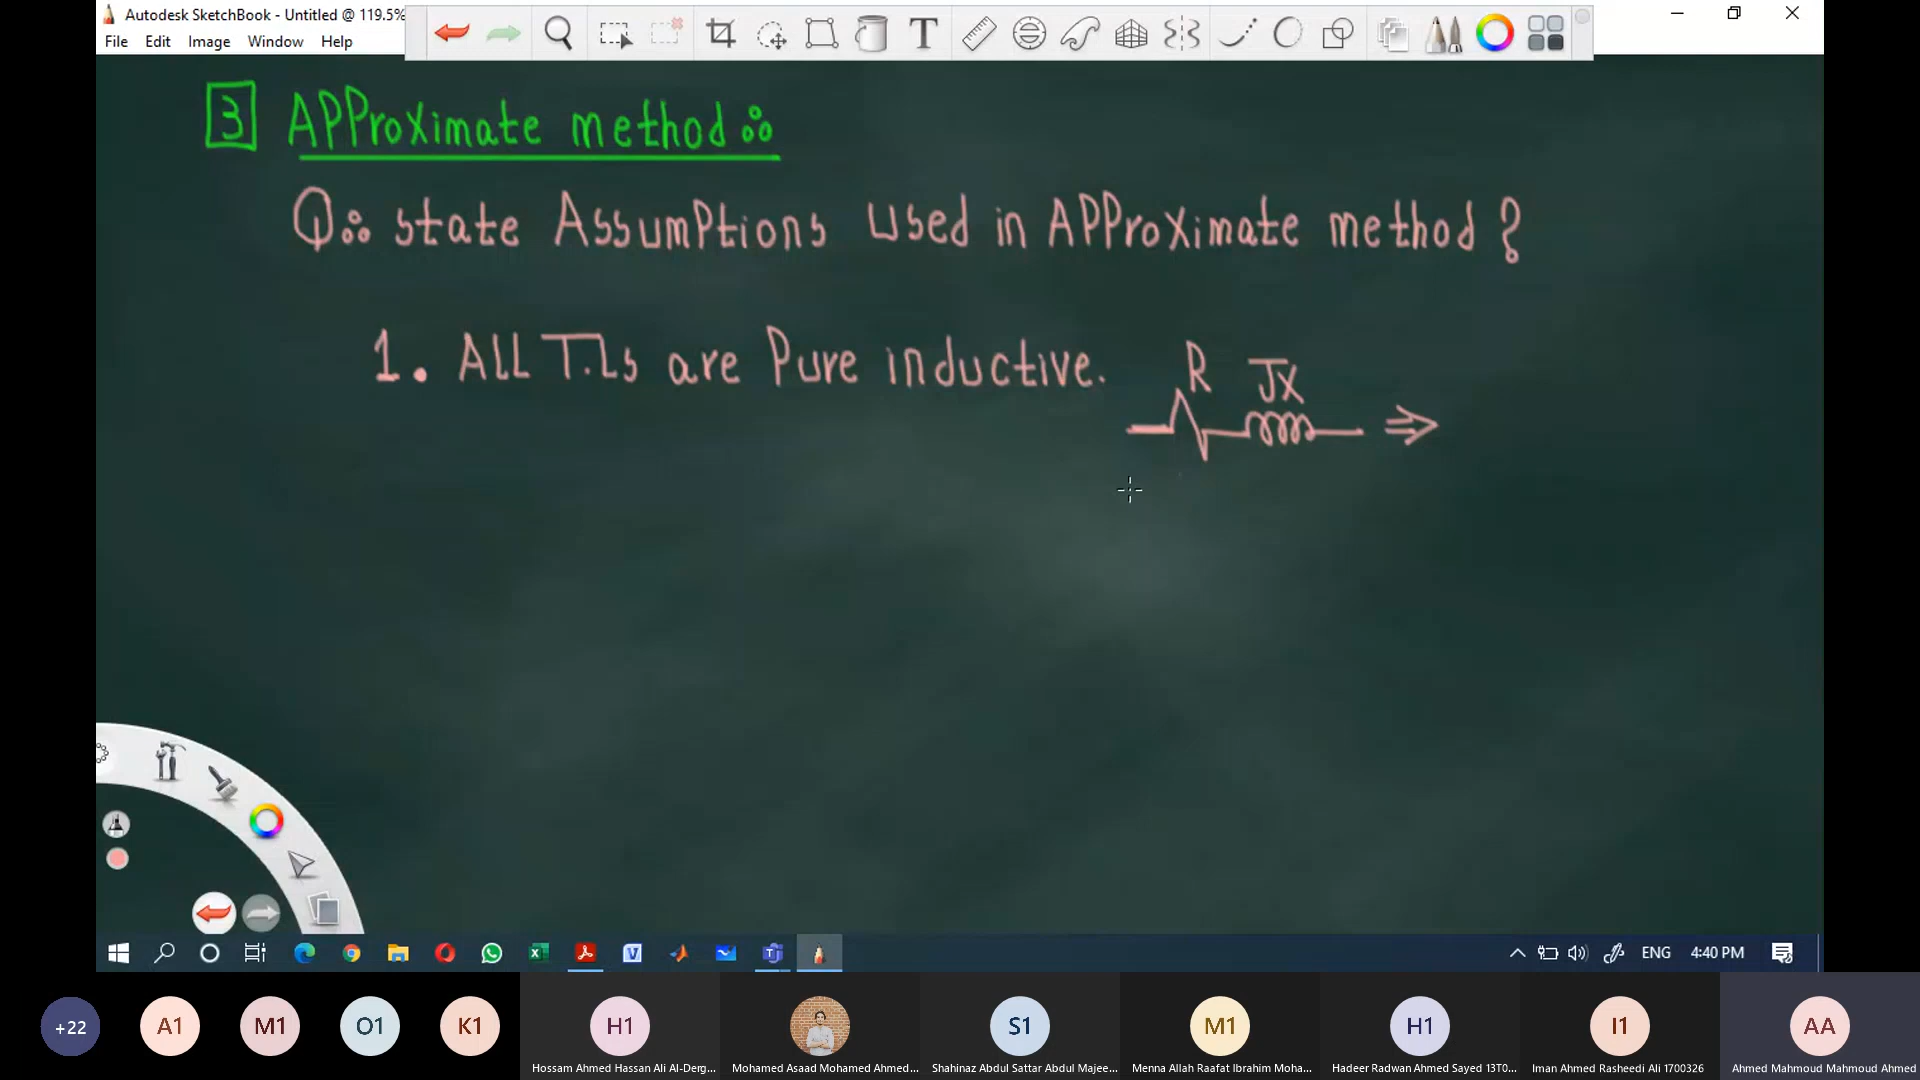 Autodesk SketchBook - Untitled @ 119.5%
File Edit Image Window Help
3 APProximate method:
Q: state AssumPtions used in APProximate method ?
1. ALL T.Ls are Pure inductive.
R JX
ENG 4:40 PM
+22 A1 M1 O1 K1 H1 S1 M1 H1 I1 AA
Hossam Ahmed Hassan Ali Al-Derg... Mohamed Asaad Mohamed Ahmed... Shahinaz Abdul Sattar Abdul Majee... Menna Allah Raafat Ibrahim Moha... Hadeer Radwan Ahmed Sayed 13T0... Iman Ahmed Rasheedi Ali 1700326 Ahmed Mahmoud Mahmoud Ahmed